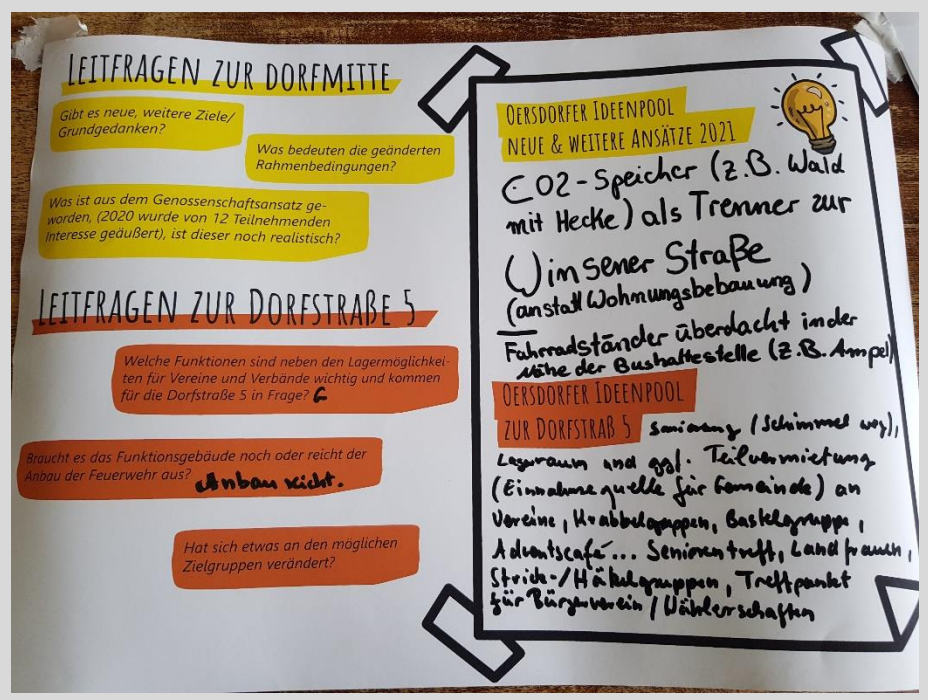 LEITFRAGEN ZUR DORFMITTE
Gibt es neue, weitere Ziele/
Grundgedanken?
Was bedeuten die geänderten
Rahmenbedingungen?
Was ist aus dem Genossenschaftsansatz ge-
worden, (2020 wurde von 12 Teilnehmenden
Interesse geäußert), ist dieser noch realistisch?
LEITFRAGEN ZUR DORFSTRAßE 5
Welche Funktionen sind neben den Lagermöglichkei-
ten für Vereine und Verbände wichtig und kommen
für die Dorfstraße 5 in Frage?
Braucht es das Funktionsgebäude noch oder reicht der
Anbau der Feuerwehr aus? Anbau reicht.
Hat sich etwas an den möglichen
Zielgruppen verändert?
OERSDORFER IDEENPOOL
NEUE & WEITERE ANSÄTZE 2021
CO2-Speicher (z.B. Wald
mit Hecke) als Trenner zur
Winsener Straße
(anstatt Wohnungsbebauung)
Fahrradständer überdacht in der
Nähe der Bushaltestelle (z.B. Ampel)
OERSDORFER IDEENPOOL
ZUR DORFSTRAß 5 Sanierung (Schimmel weg),
Lagerraum und ggf. Teilvermietung
(Einnahmequelle für Gemeinde) an
Vereine, Krabbelgruppen, Bastelgruppe,
Adventscafé... Seniorentreff, Landfrauen,
Strick-/Häkelgruppen, Treffpunkt
für Bürgerverein / Wählerschaften